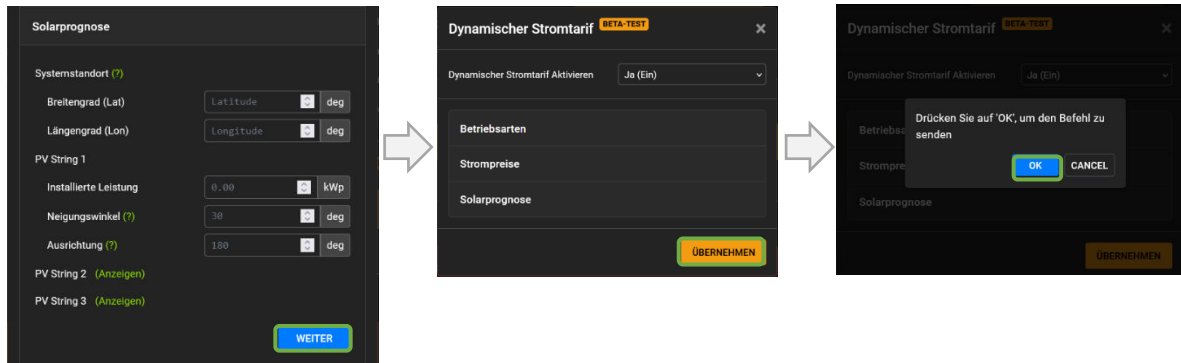 Solarprognose
Systemstandort (?)
Breitengrad (Lat) Latitude deg
Längengrad (Lon) Longitude deg
PV String 1
Installierte Leistung 0.00 kWp
Neigungswinkel (?) 30 deg
Ausrichtung (?) 180 deg
PV String 2 (Anzeigen)
PV String 3 (Anzeigen)
WEITER
Dynamischer Stromtarif BETA-TEST ×
Dynamischer Stromtarif Aktivieren Ja (Ein)
Betriebsarten
Strompreise
Solarprognose
ÜBERNEHMEN
Dynamischer Stromtarif BETA-TEST ×
Dynamischer Stromtarif Aktivieren Ja (Ein)
Drücken Sie auf 'OK', um den Befehl zu
senden
OK CANCEL
Betriebsa
Strompre
Solarprognose
ÜBERNEHMEN